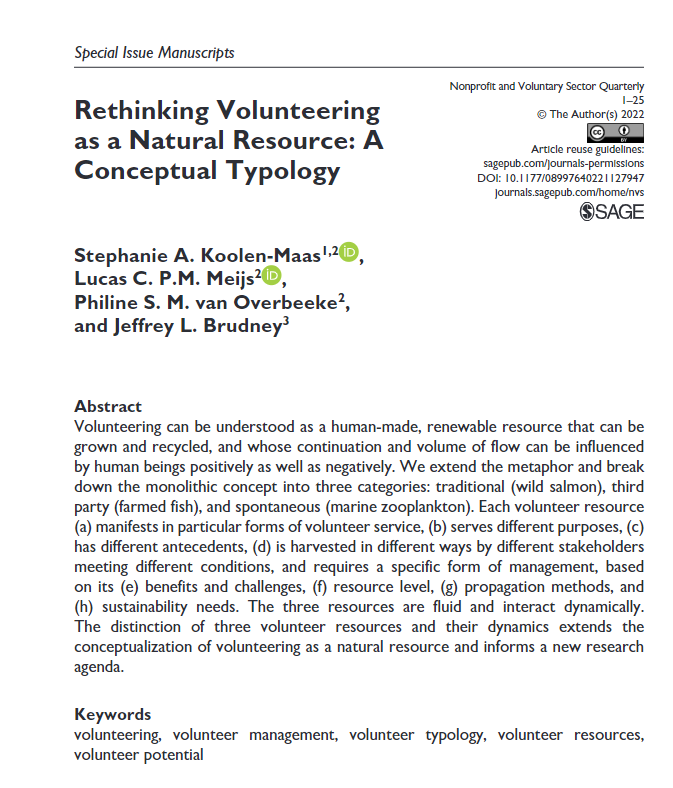 Special Issue Manuscripts
Rethinking Volunteering
as a Natural Resource: A
Conceptual Typology
Nonprofit and Voluntary Sector Quarterly
1–25
© The Author(s) 2022
cc BY
Article reuse guidelines:
sagepub.com/journals-permissions
DOI: 10.1177/08997640221127947
journals.sagepub.com/home/nvs
SAGE
Stephanie A. Koolen-Maas1,2 iD,
Lucas C. P.M. Meijs2 iD,
Philine S. M. van Overbeeke2,
and Jeffrey L. Brudney3
Abstract
Volunteering can be understood as a human-made, renewable resource that can be
grown and recycled, and whose continuation and volume of flow can be influenced
by human beings positively as well as negatively. We extend the metaphor and break
down the monolithic concept into three categories: traditional (wild salmon), third
party (farmed fish), and spontaneous (marine zooplankton). Each volunteer resource
(a) manifests in particular forms of volunteer service, (b) serves different purposes, (c)
has different antecedents, (d) is harvested in different ways by different stakeholders
meeting different conditions, and requires a specific form of management, based
on its (e) benefits and challenges, (f) resource level, (g) propagation methods, and
(h) sustainability needs. The three resources are fluid and interact dynamically.
The distinction of three volunteer resources and their dynamics extends the
conceptualization of volunteering as a natural resource and informs a new research
agenda.
Keywords
volunteering, volunteer management, volunteer typology, volunteer resources,
volunteer potential